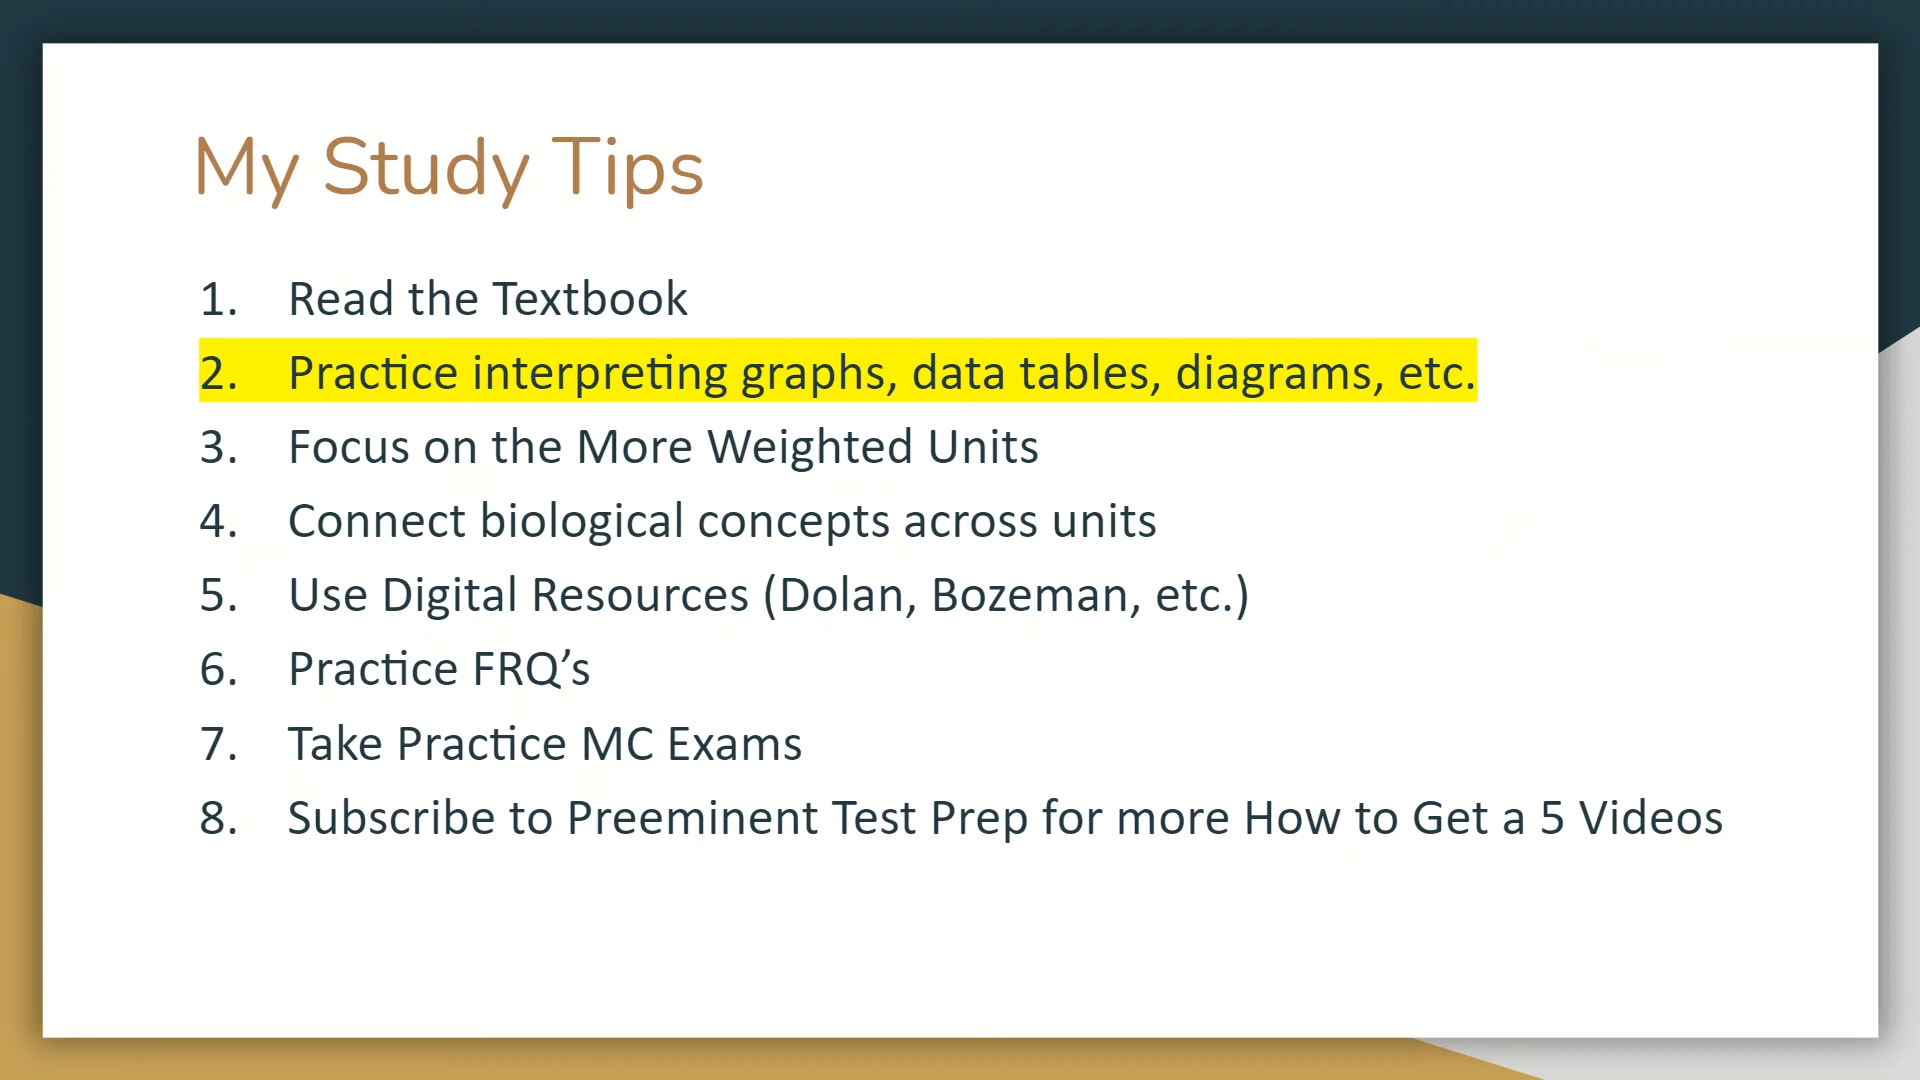 My Study Tips
1. Read the Textbook
2. Practice interpreting graphs, data tables, diagrams, etc.
3. Focus on the More Weighted Units
4. Connect biological concepts across units
5. Use Digital Resources (Dolan, Bozeman, etc.)
6. Practice FRQ’s
7. Take Practice MC Exams
8. Subscribe to Preeminent Test Prep for more How to Get a 5 Videos